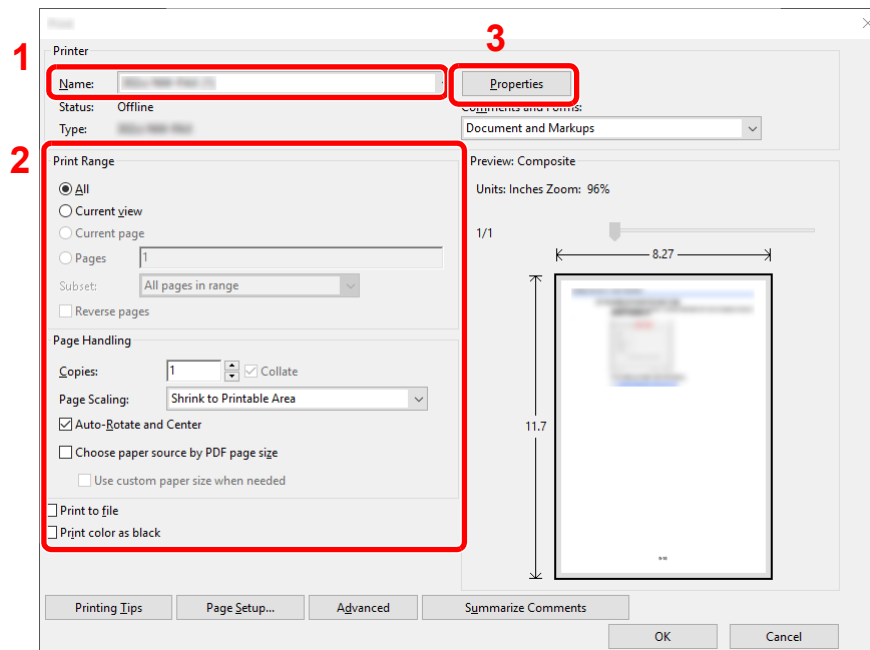 Printer
1
3
Name:
Properties
Status: Offline
Comments and Forms:
Type:
Document and Markups
2
Print Range
Preview: Composite
All
Units: Inches Zoom: 96%
Current view
Current page
1/1
Pages 1
8.27
Subset: All pages in range
Reverse pages
Page Handling
Copies: 1 Collate
Page Scaling: Shrink to Printable Area
Auto-Rotate and Center
11.7
Choose paper source by PDF page size
Use custom paper size when needed
Print to file
Print color as black
Printing Tips Page Setup... Advanced Summarize Comments
OK Cancel